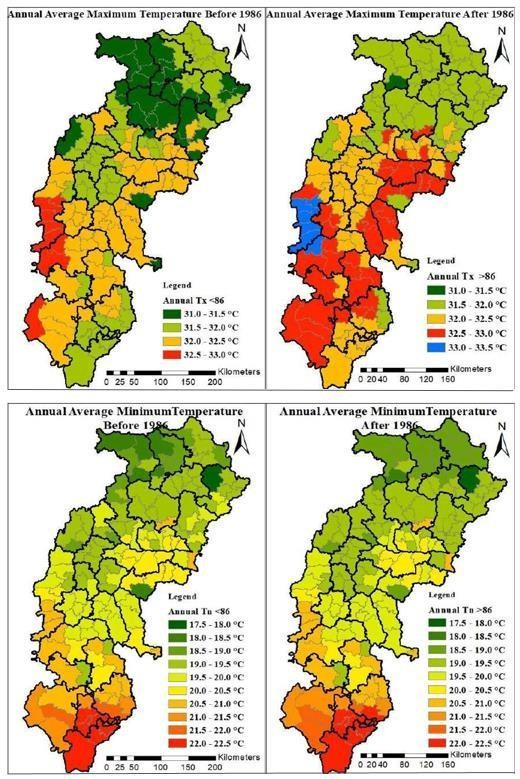 Annual Average Maximum Temperature Before 1986
N
Legend
Annual Tx <86
31.0 - 31.5 °C
31.5 - 32.0 °C
32.0 - 32.5 °C
32.5 - 33.0 °C
Kilometers
0 25 50 100 150 200
Annual Average Maximum Temperature After 1986
N
Legend
Annual Tx >86
31.0 - 31.5 °C
31.5 - 32.0 °C
32.0 - 32.5 °C
32.5 - 33.0 °C
33.0 - 33.5 °C
Kilometers
0 20 40 80 120 160
Annual Average MinimumTemperature
Before 1986
N
Legend
Annual Tn <86
17.5 - 18.0 °C
18.0 - 18.5 °C
18.5 - 19.0 °C
19.0 - 19.5 °C
19.5 - 20.0 °C
20.0 - 20.5 °C
20.5 - 21.0 °C
21.0 - 21.5 °C
21.5 - 22.0 °C
22.0 - 22.5 °C
Kilometers
0 25 50 100 150 200
Annual Average MinimumTemperature
After 1986
N
Legend
Annual Tn >86
17.5 - 18.0 °C
18.0 - 18.5 °C
18.5 - 19.0 °C
19.0 - 19.5 °C
19.5 - 20.0 °C
20.0 - 20.5 °C
20.5 - 21.0 °C
21.0 - 21.5 °C
21.5 - 22.0 °C
22.0 - 22.5 °C
Kilometers
0 20 40 80 120 160